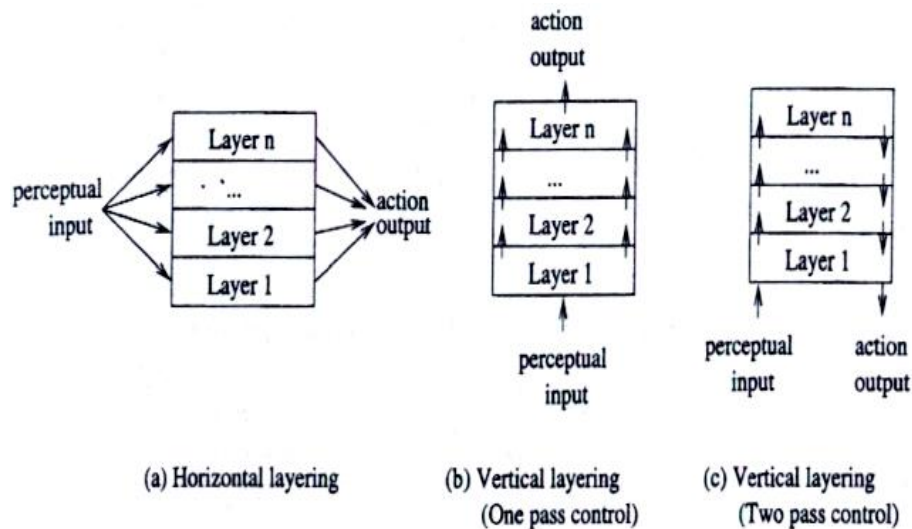 perceptual
input
Layer n
...
Layer 2
Layer 1
action
output
(a) Horizontal layering
action
output
Layer n
...
Layer 2
Layer 1
perceptual
input
(b) Vertical layering
(One pass control)
Layer n
...
Layer 2
Layer 1
perceptual
input
action
output
(c) Vertical layering
(Two pass control)